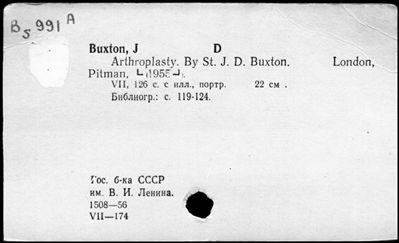 B5 991 A
Buxton, J D
Arthroplasty. By St. J. D. Buxton. London,
Pitman, [1955].
VII, 126 с. с илл., портр. 22 см .
Библиогр.: с. 119-124.
Гос. б-ка СССР
им. В. И. Ленина.
1508—56
VII—174